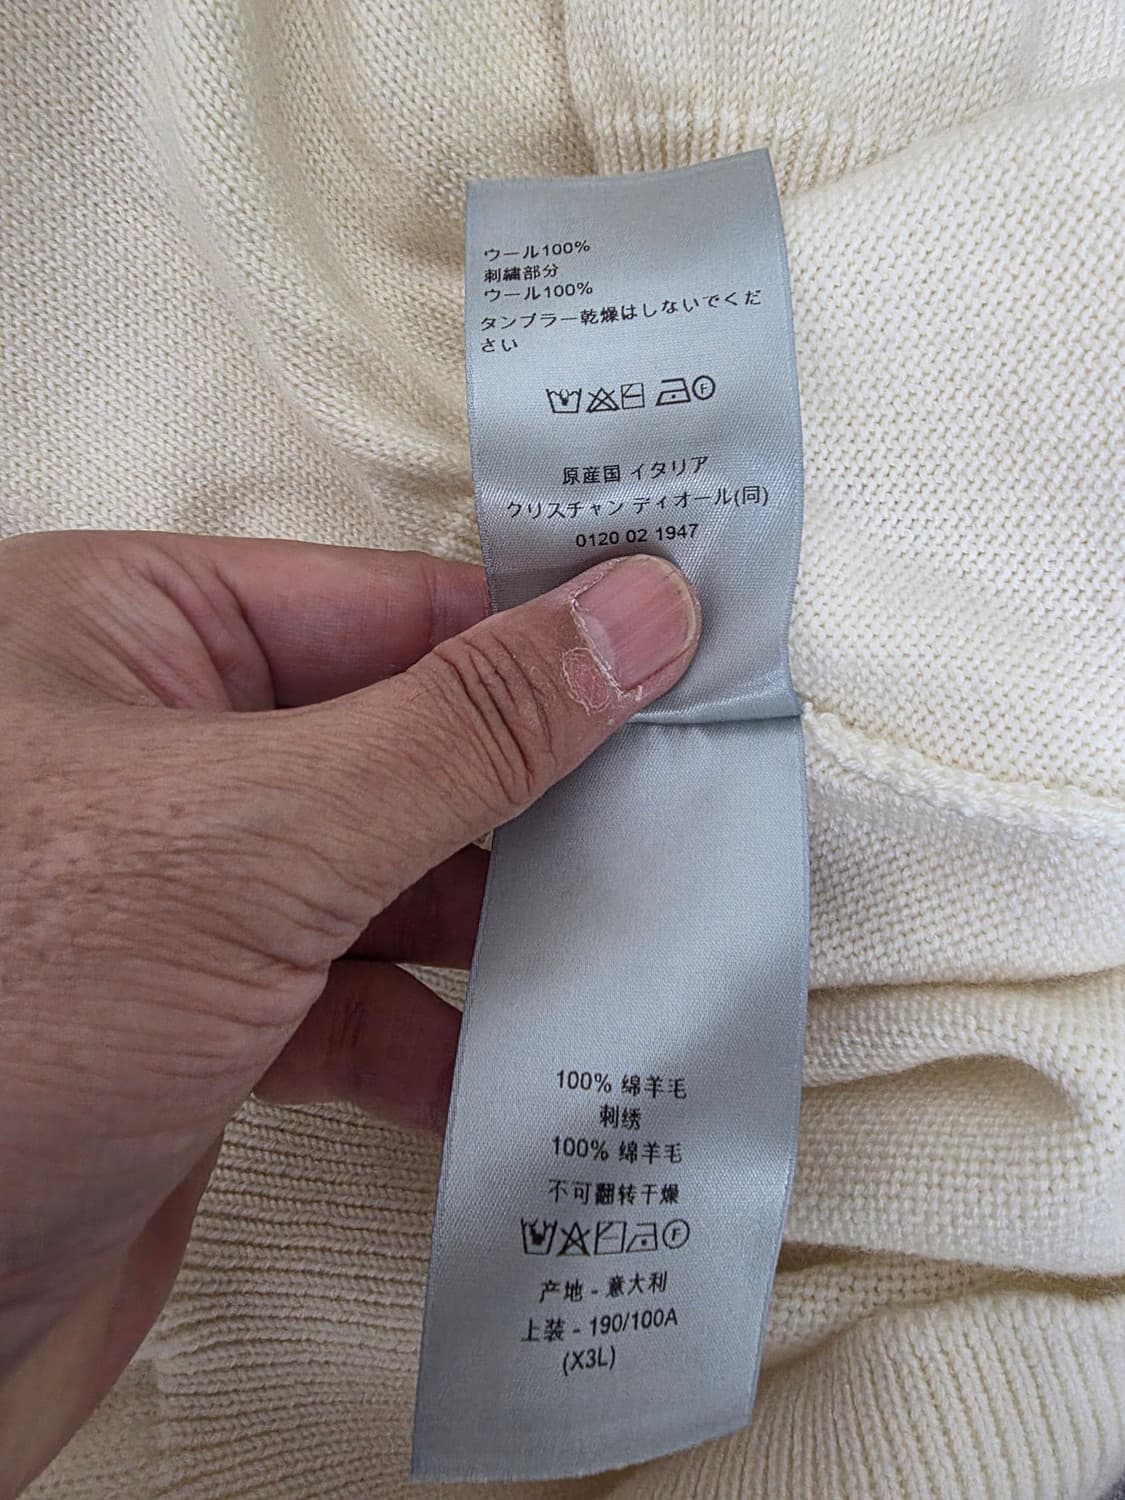 ウール100%
刺繍部分
ウール100%
タンブラー乾燥はしないでくだ
さい
F
原産国 イタリア
クリスチャン ディオール(同)
0120 02 1947
100% 绵羊毛
刺绣
100% 绵羊毛
不可翻转干燥
F
产地 - 意大利
上装 - 190/100A
(X3L)